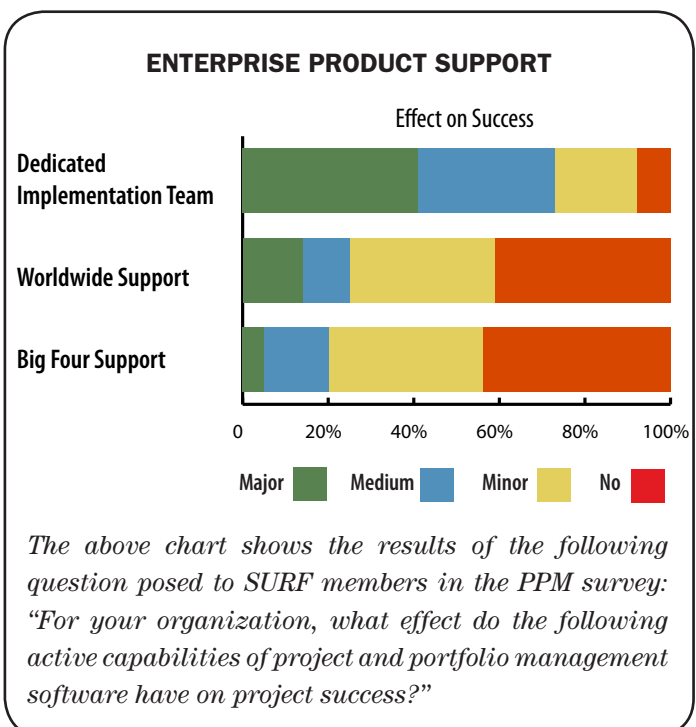 ENTERPRISE PRODUCT SUPPORT
Effect on Success
Dedicated
Implementation Team
Worldwide Support
Big Four Support
0 20% 40% 60% 80% 100%
Major Medium Minor No
The above chart shows the results of the following
question posed to SURF members in the PPM survey:
“For your organization, what effect do the following
active capabilities of project and portfolio management
software have on project success?”